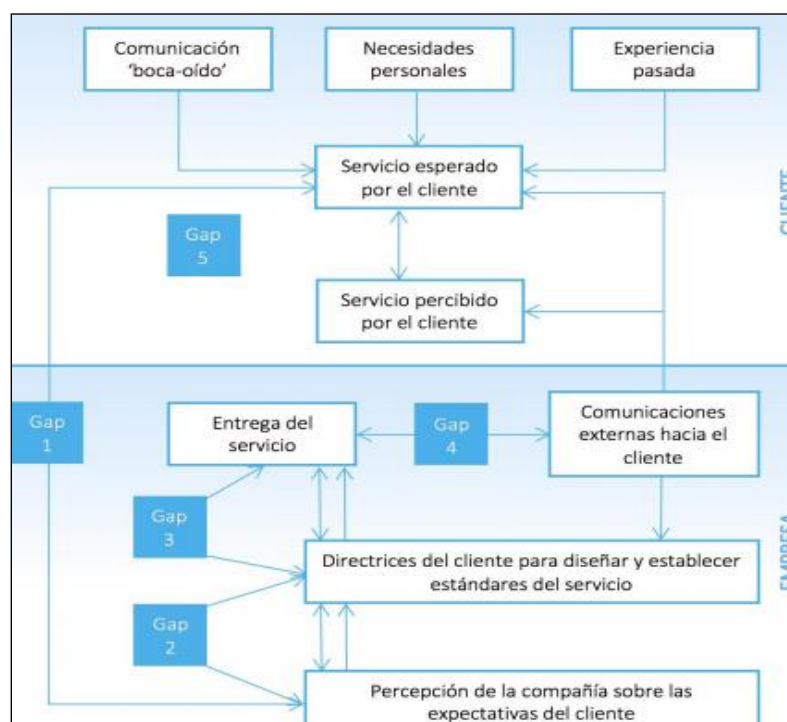 Comunicación
‘boca-oído’
Necesidades
personales
Experiencia
pasada
Servicio esperado
por el cliente
CLIENTE
Gap
5
Servicio percibido
por el cliente
Gap
1
Entrega del
servicio
Gap
4
Comunicaciones
externas hacia el
cliente
Gap
3
Directrices del cliente para diseñar y establecer
estándares del servicio
EMPRESA
Gap
2
Percepción de la compañía sobre las
expectativas del cliente